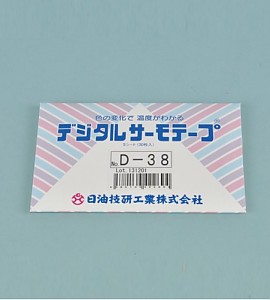 色の変化で 温度がわかる
デジタルサーモテープ®
No D-38
Lot.131201
日油技研工業株式会社